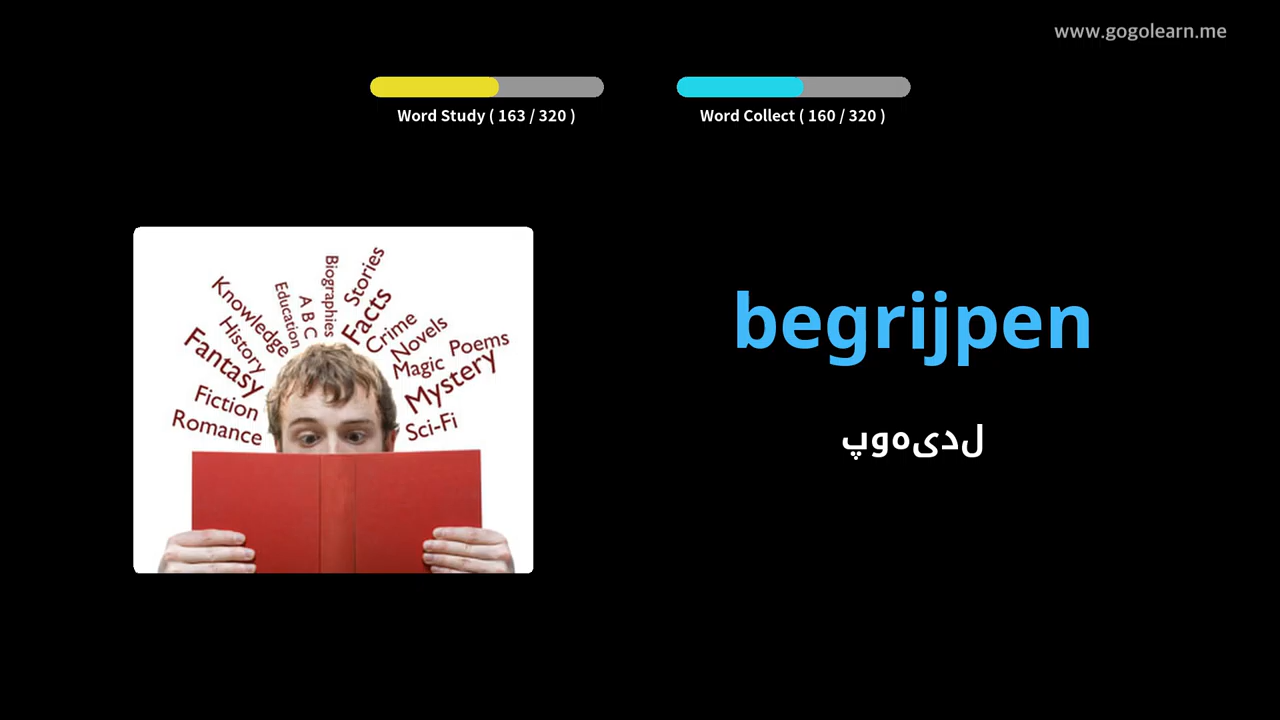 www.gogolearn.me
Word Study ( 163 / 320 )
Word Collect ( 160 / 320 )
Biographies
Stories
Knowledge
Education
A B C
Facts
History
Crime
Novels
Fantasy
Magic
Poems
Fiction
Mystery
Romance
Sci-Fi
begrijpen
پوهیدل